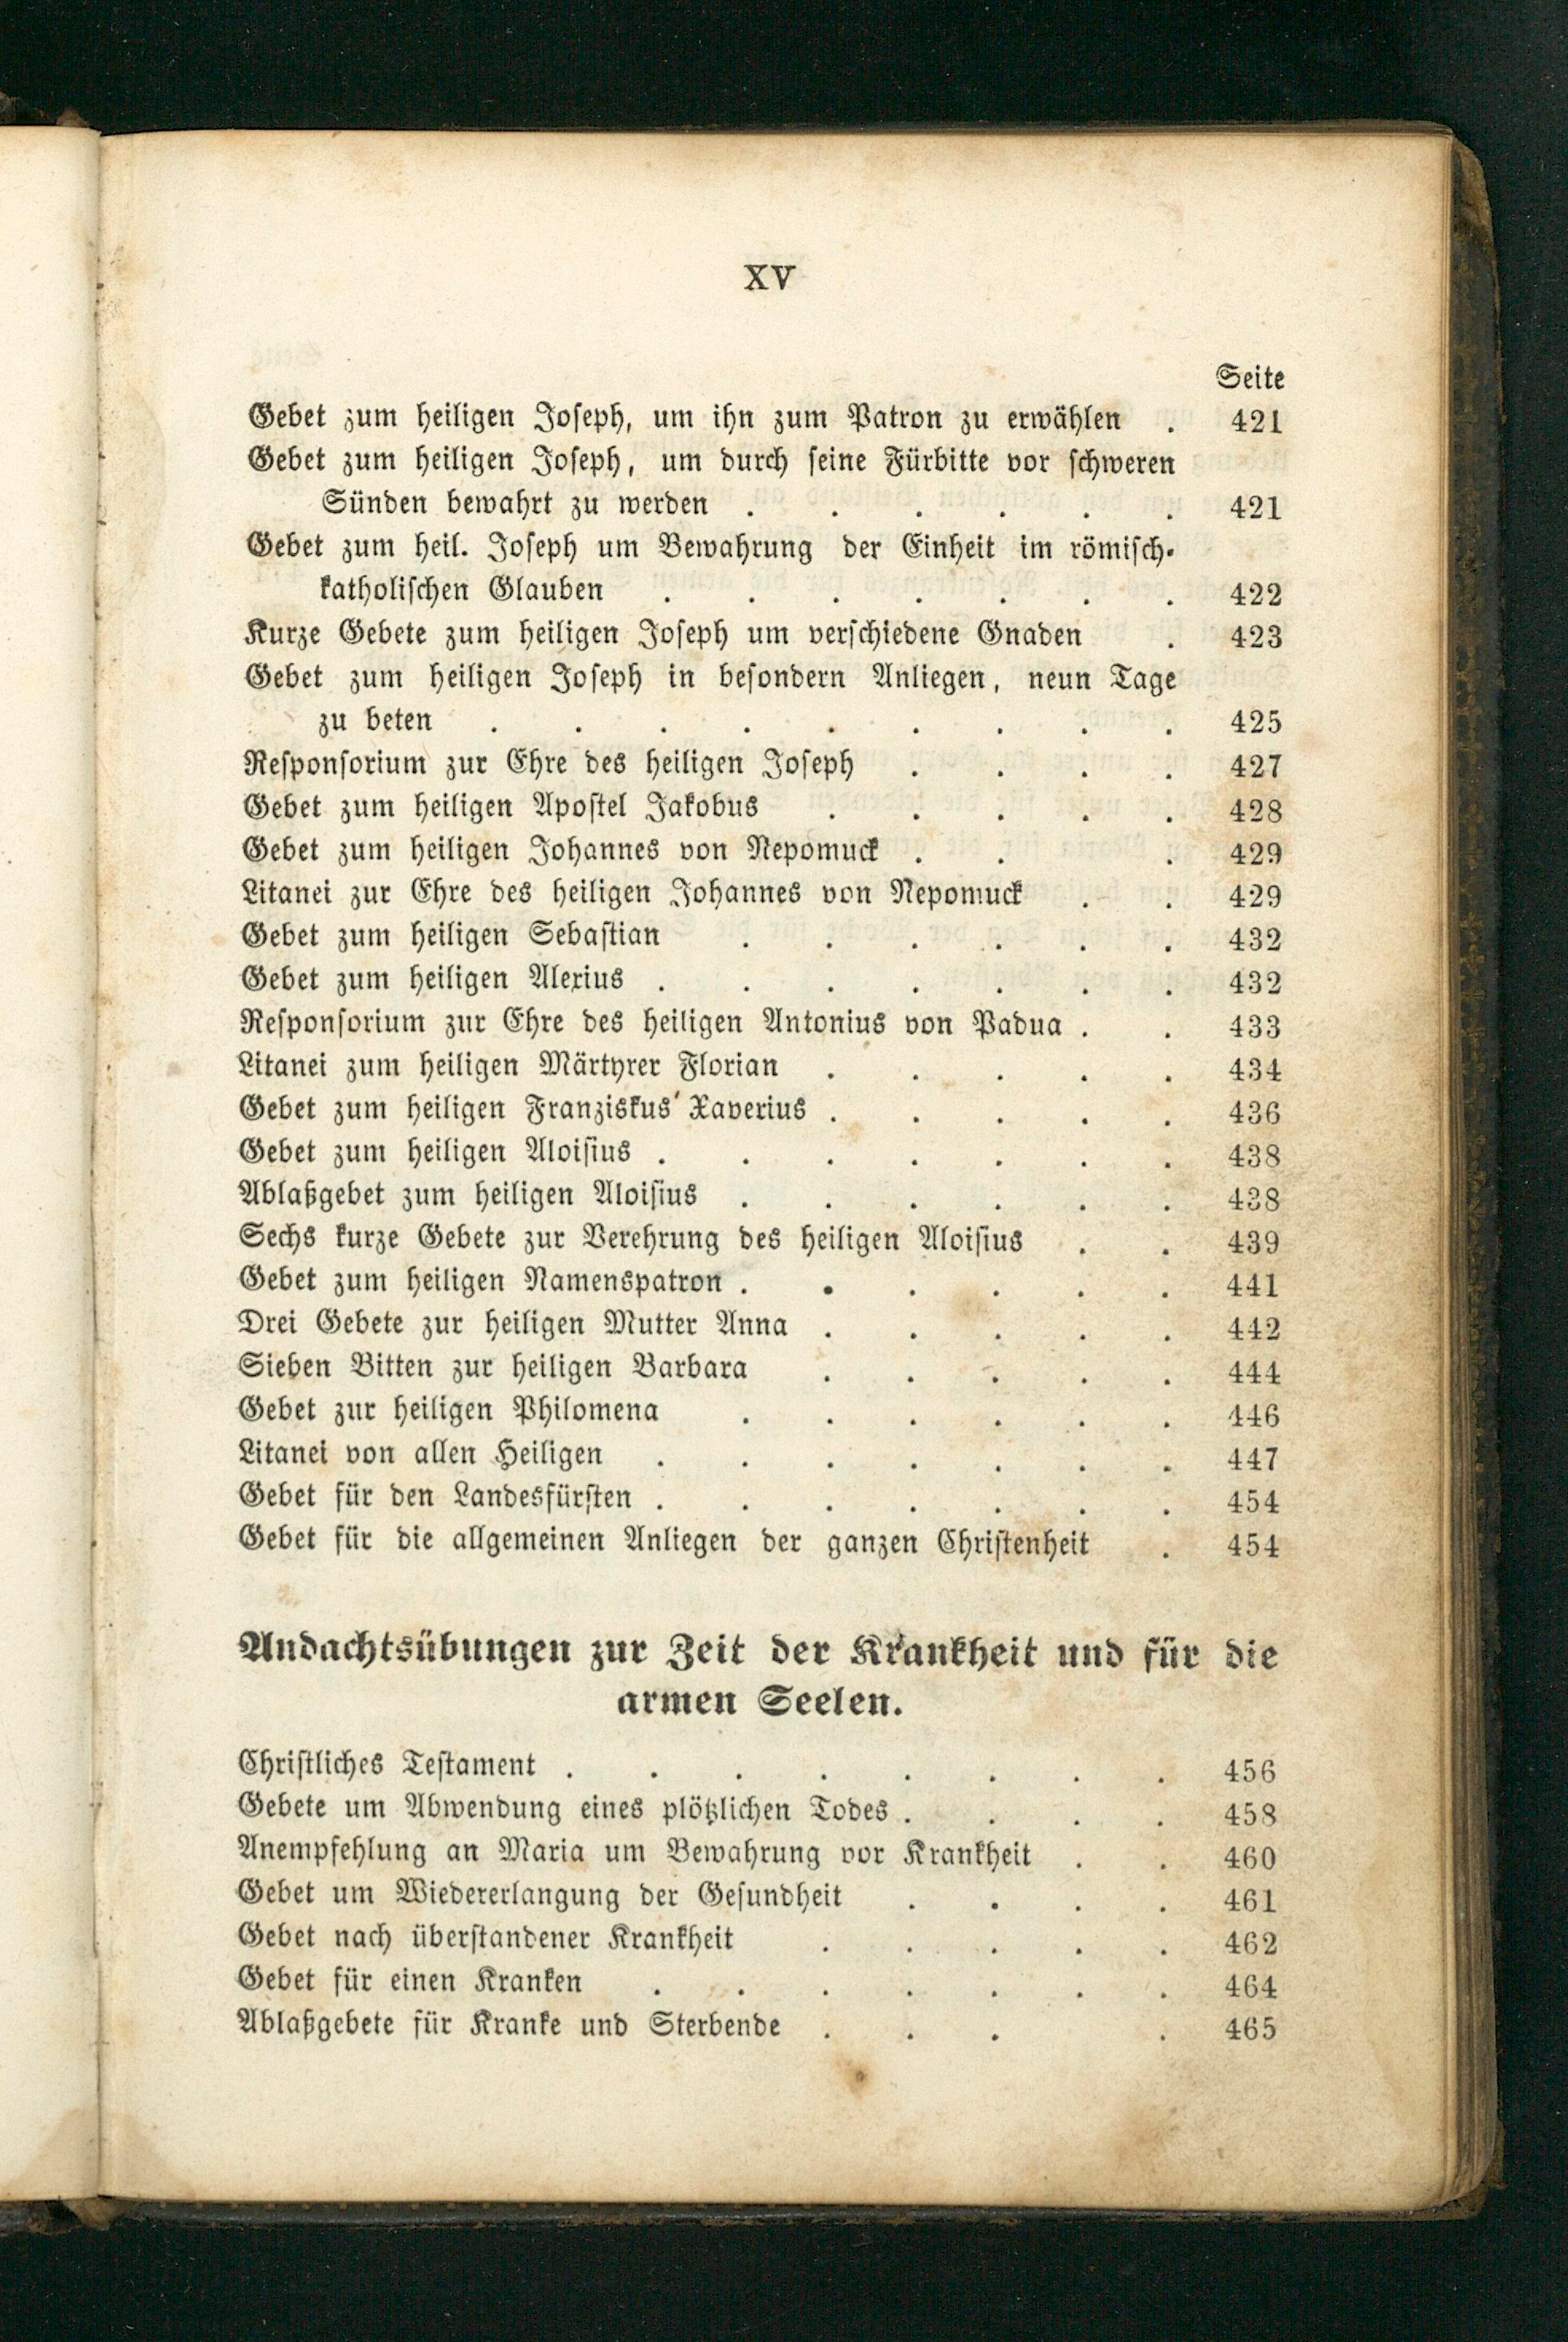 XV
Seite
Gebet zum heiligen Joseph, um ihn zum Patron zu erwählen . 421
Gebet zum heiligen Joseph, um durch seine Fürbitte vor schweren
Sünden bewahrt zu werden . . . . . . 421
Gebet zum heil. Joseph um Bewahrung der Einheit im römisch-
katholischen Glauben . . . . . . . 422
Kurze Gebete zum heiligen Joseph um verschiedene Gnaden . 423
Gebet zum heiligen Joseph in besondern Anliegen, neun Tage
zu beten . . . . . . . . . 425
Responsorium zur Ehre des heiligen Joseph . . . . 427
Gebet zum heiligen Apostel Jakobus . . . . . 428
Gebet zum heiligen Johannes von Nepomuck . . . 429
Litanei zur Ehre des heiligen Johannes von Nepomuck . . 429
Gebet zum heiligen Sebastian . . . . . . 432
Gebet zum heiligen Alexius . . . . . . . 432
Responsorium zur Ehre des heiligen Antonius von Padua . . 433
Litanei zum heiligen Märtyrer Florian . . . . . 434
Gebet zum heiligen Franziskus Xaverius . . . . . 436
Gebet zum heiligen Aloisius . . . . . . . 438
Ablaßgebet zum heiligen Aloisius . . . . . . 438
Sechs kurze Gebete zur Verehrung des heiligen Aloisius . . 439
Gebet zum heiligen Namenspatron . . . . . . 441
Drei Gebete zur heiligen Mutter Anna . . . . . 442
Sieben Bitten zur heiligen Barbara . . . . . 444
Gebet zur heiligen Philomena . . . . . . 446
Litanei von allen Heiligen . . . . . . . 447
Gebet für den Landesfürsten . . . . . . . 454
Gebet für die allgemeinen Anliegen der ganzen Christenheit . 454
Andachtsübungen zur Zeit der Krankheit und für die
armen Seelen.
Christliches Testament . . . . . . . . 456
Gebete um Abwendung eines plötzlichen Todes . . . . 458
Anempfehlung an Maria um Bewahrung vor Krankheit . . 460
Gebet um Wiedererlangung der Gesundheit . . . . 461
Gebet nach überstandener Krankheit . . . . . 462
Gebet für einen Kranken . . . . . . . 464
Ablaßgebete für Kranke und Sterbende . . . . 465